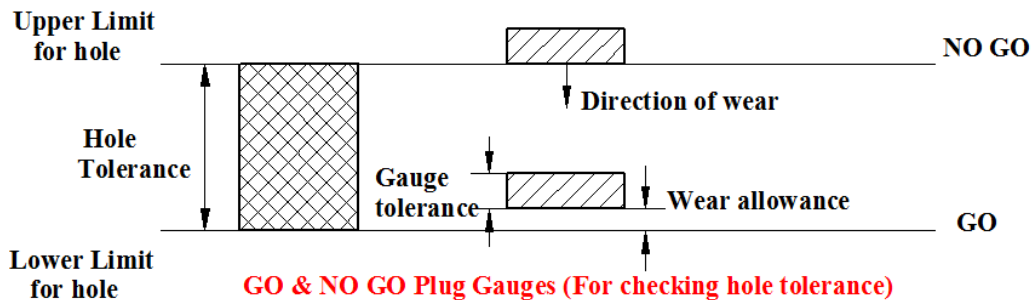 Upper Limit
for hole
NO GO
Direction of wear
Hole
Tolerance
Gauge
tolerance
Wear allowance
GO
Lower Limit
for hole
GO & NO GO Plug Gauges (For checking hole tolerance)